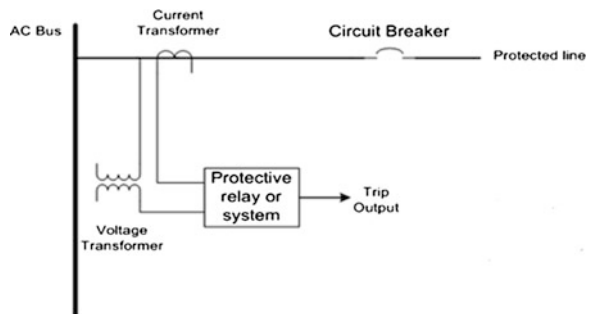 AC Bus
Current
Transformer
Circuit Breaker
Protected line
Protective
relay or
system
Trip
Output
Voltage
Transformer